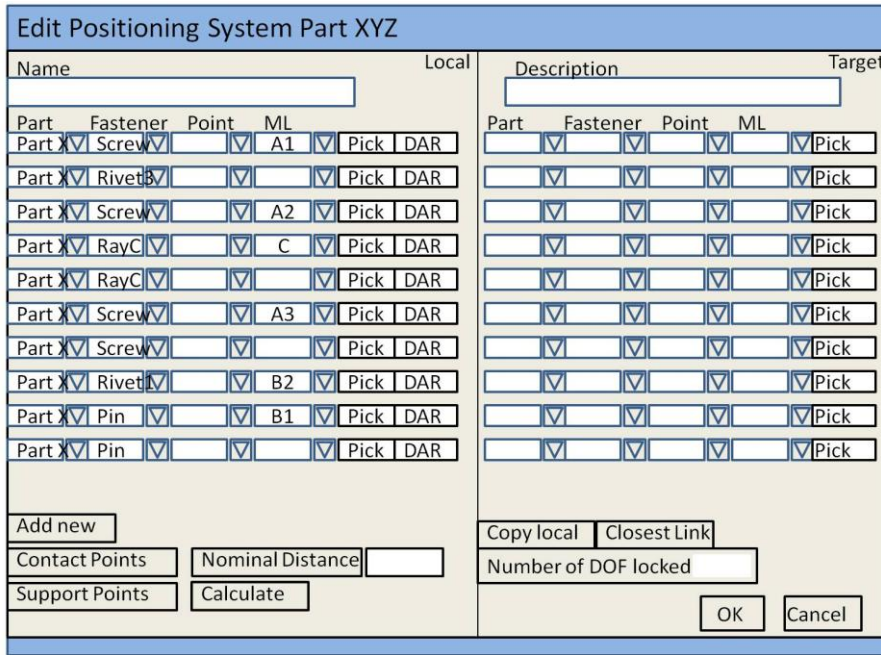 Edit Positioning System Part XYZ
Name Local Description Target
Part Fastener Point ML Part Fastener Point ML
Part X Screw A1 Pick DAR Pick
Part X Rivet3 Pick DAR Pick
Part X Screw A2 Pick DAR Pick
Part X RayC C Pick DAR Pick
Part X RayC Pick DAR Pick
Part X Screw A3 Pick DAR Pick
Part X Screw Pick DAR Pick
Part X Rivet1 B2 Pick DAR Pick
Part X Pin B1 Pick DAR Pick
Part X Pin Pick DAR Pick
Add new Copy local Closest Link
Contact Points Nominal Distance Number of DOF locked
Support Points Calculate
OK Cancel